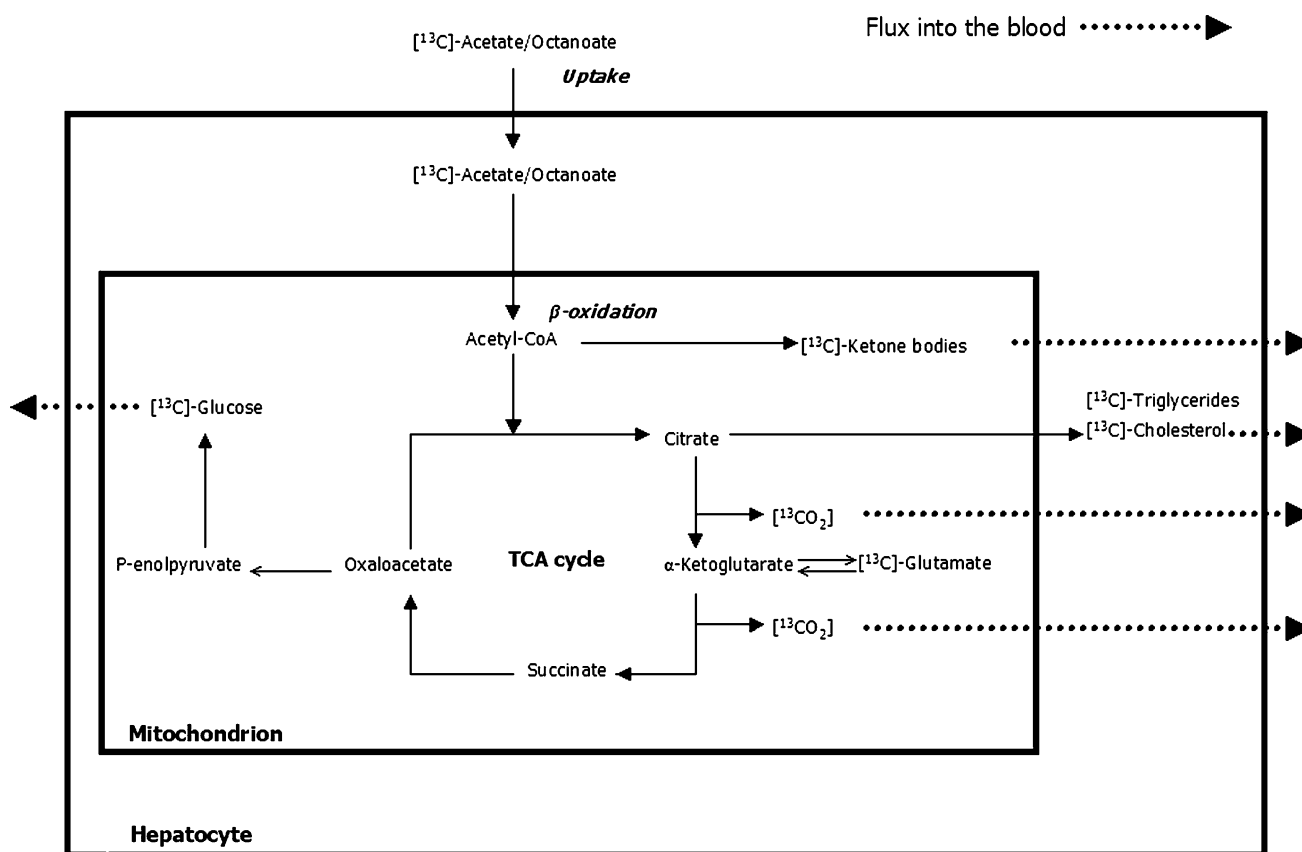 Flux into the blood
[¹³C]-Acetate/Octanoate
Uptake
[¹³C]-Acetate/Octanoate
β-oxidation
Acetyl-CoA
[¹³C]-Ketone bodies
[¹³C]-Glucose
[¹³C]-Triglycerides
[¹³C]-Cholesterol
Citrate
[¹³CO₂]
P-enolpyruvate
Oxaloacetate
TCA cycle
α-Ketoglutarate
[¹³C]-Glutamate
[¹³CO₂]
Succinate
Mitochondrion
Hepatocyte